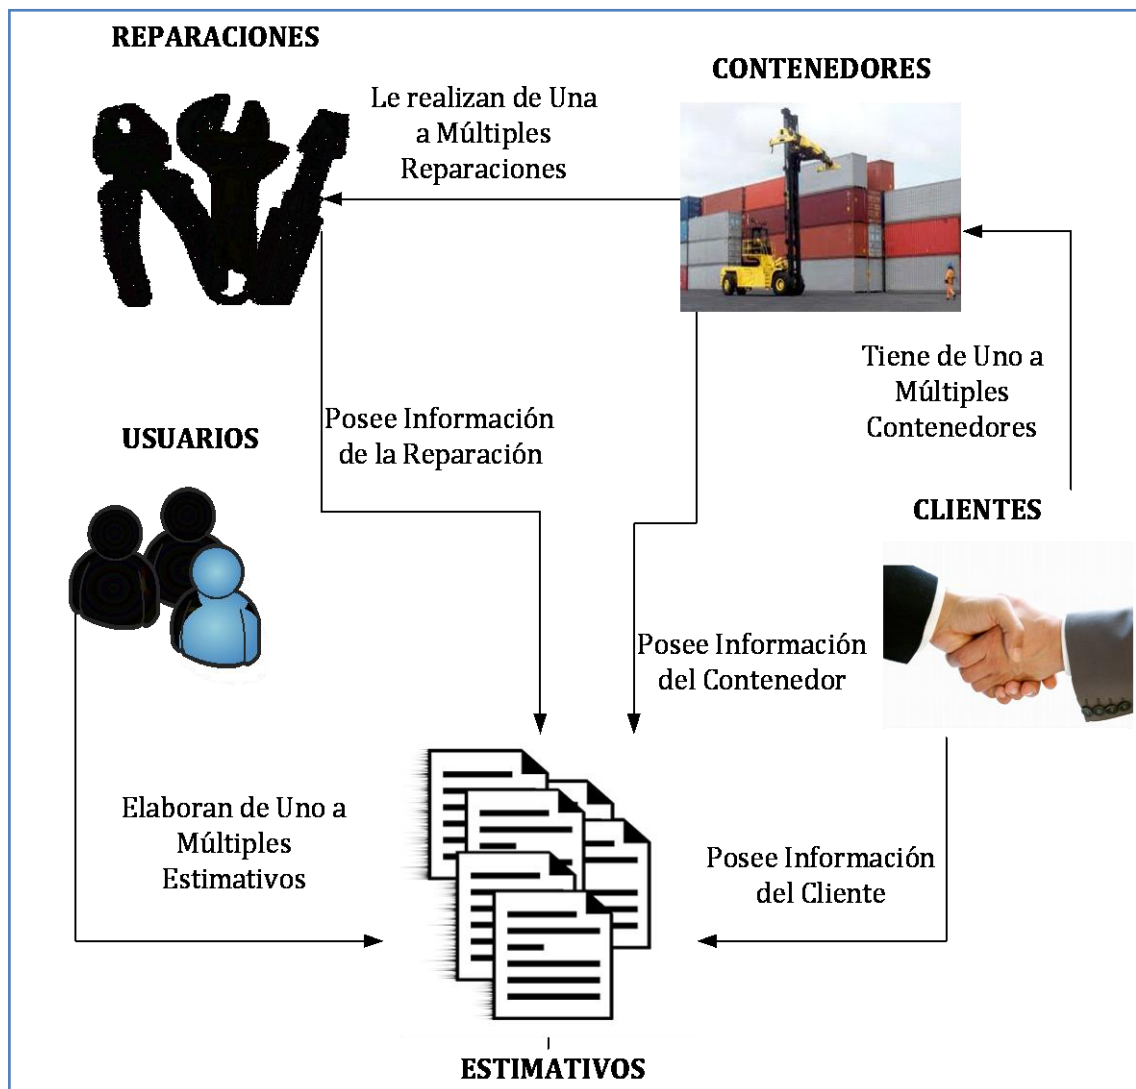 REPARACIONES
CONTENEDORES
Le realizan de Una
a Múltiples
Reparaciones
Tiene de Uno a
Múltiples
Contenedores
Posee Información
de la Reparación
USUARIOS
CLIENTES
Posee Información
del Contenedor
Elaboran de Uno a
Múltiples
Estimativos
Posee Información
del Cliente
ESTIMATIVOS